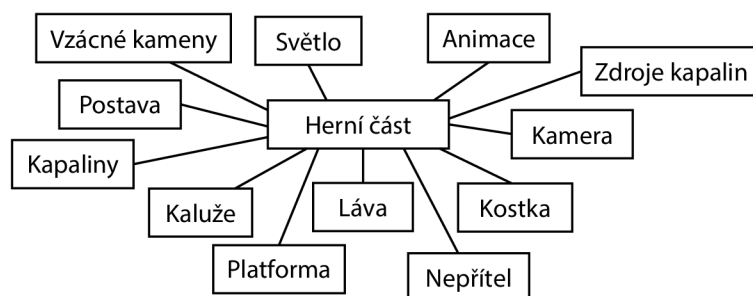 Vzácné kameny
Světlo
Animace
Zdroje kapalin
Postava
Herní část
Kamera
Kapaliny
Kaluže
Láva
Kostka
Platforma
Nepřítel